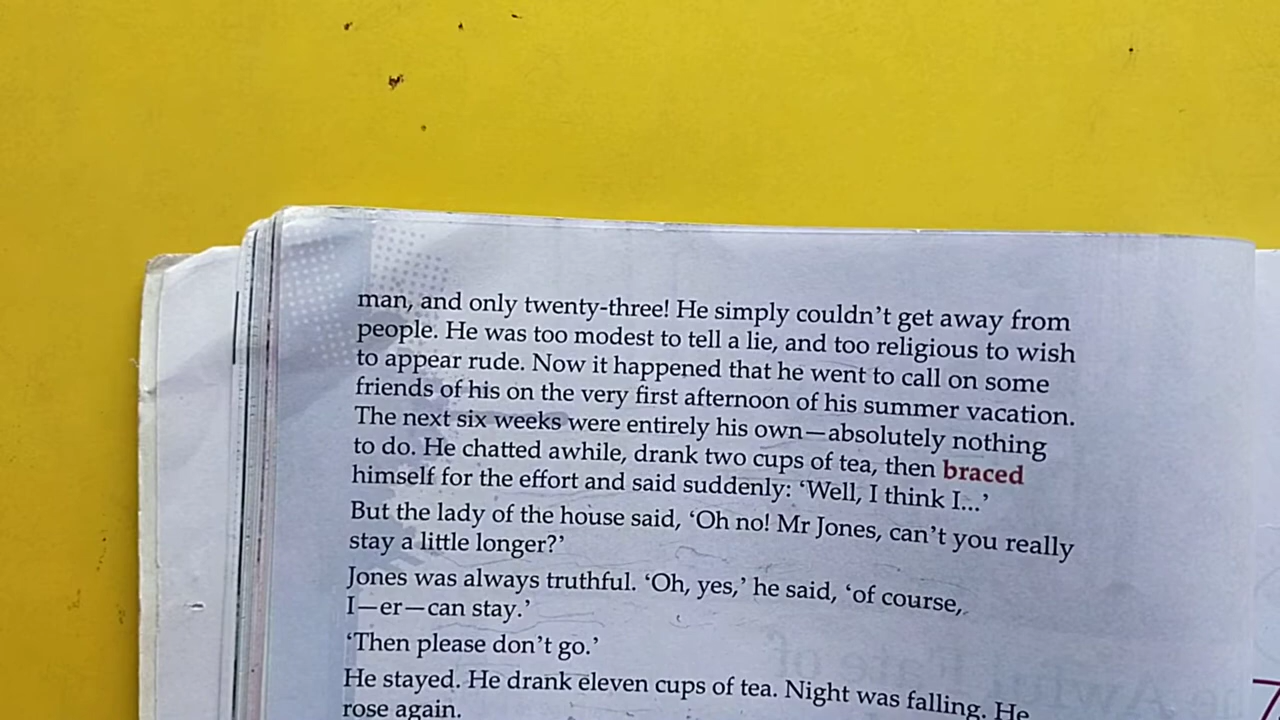 man, and only twenty-three! He simply couldn’t get away from
people. He was too modest to tell a lie, and too religious to wish
to appear rude. Now it happened that he went to call on some
friends of his on the very first afternoon of his summer vacation.
The next six weeks were entirely his own—absolutely nothing
to do. He chatted awhile, drank two cups of tea, then braced
himself for the effort and said suddenly: ‘Well, I think I...’
But the lady of the house said, ‘Oh no! Mr Jones, can’t you really
stay a little longer?’
Jones was always truthful. ‘Oh, yes,’ he said, ‘of course,
I—er—can stay.’
‘Then please don’t go.’
He stayed. He drank eleven cups of tea. Night was falling. He
rose again.